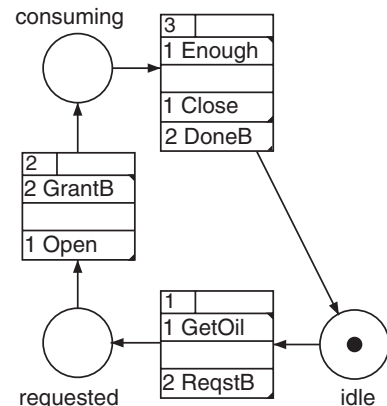 consuming
3
1 Enough
1 Close
2 DoneB
2
2 GrantB
1 Open
1
1 GetOil
2 ReqstB
requested
idle